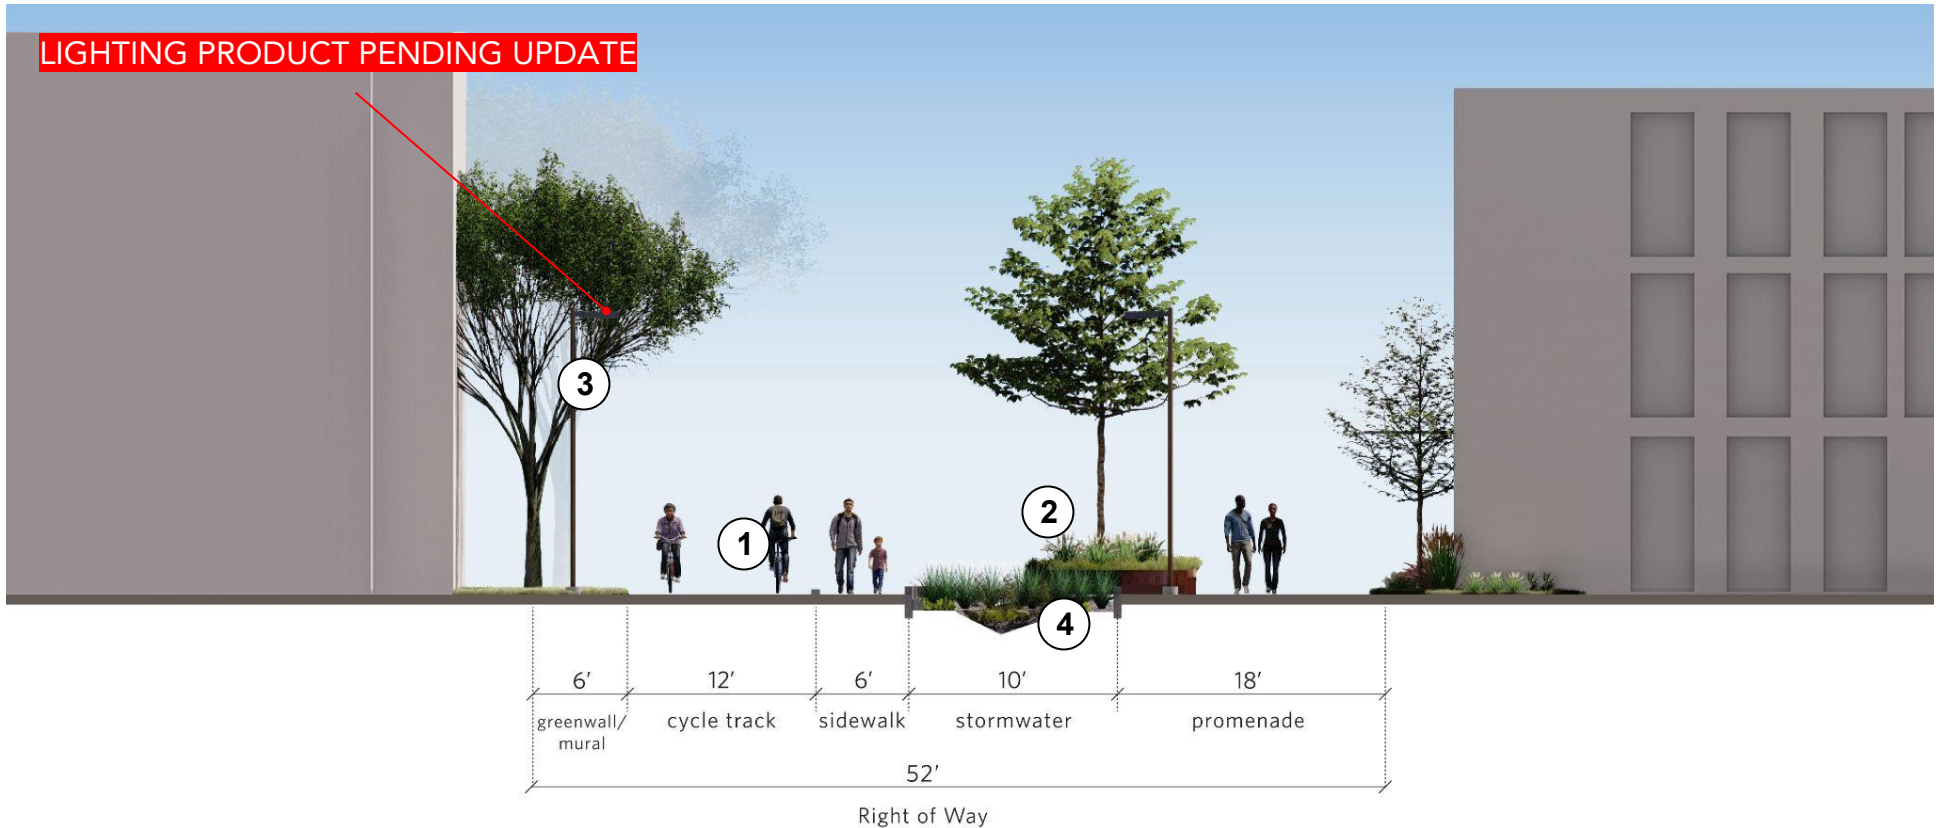 LIGHTING PRODUCT PENDING UPDATE
3
2
1
4
6'
12'
6'
10'
18'
greenwall/
mural
cycle track
sidewalk
stormwater
promenade
52'
Right of Way